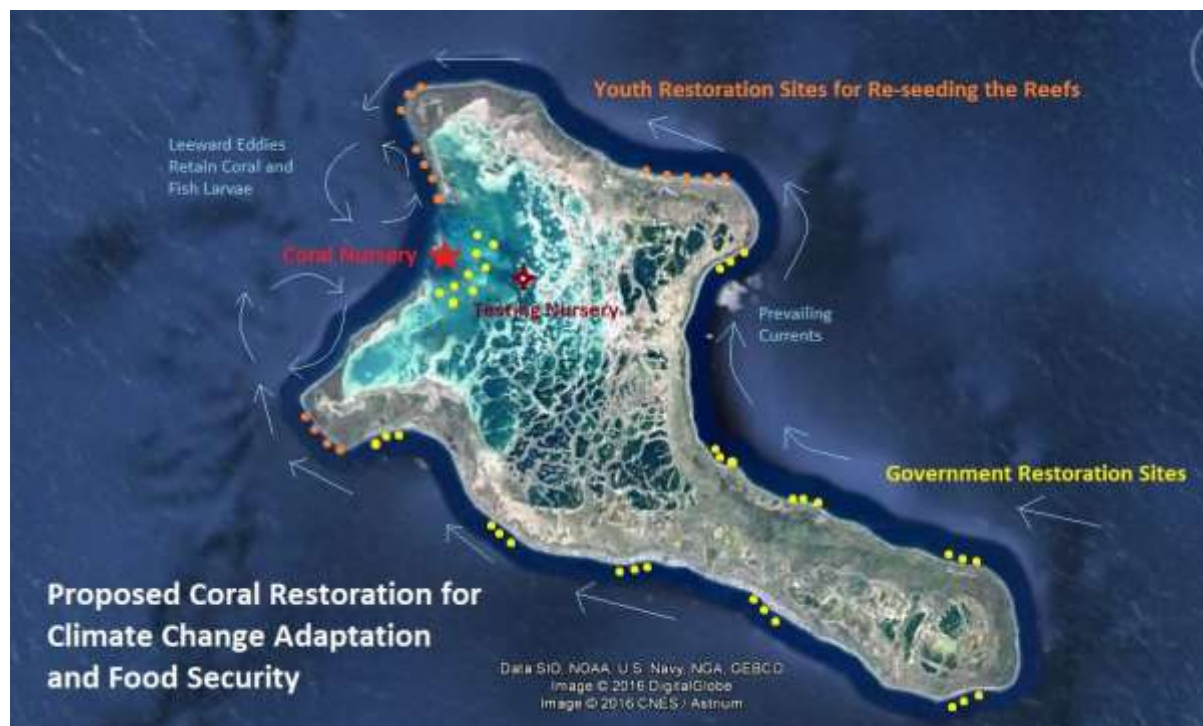 Youth Restoration Sites for Re-seeding the Reefs
Leeward Eddies
Retain Coral and
Fish Larvae
Coral Nursery
Testing Nursery
Prevailing
Currents
Government Restoration Sites
Proposed Coral Restoration for
Climate Change Adaptation
and Food Security
Data SIO, NOAA, U.S. Navy, NGA, GEBCO
Image © 2016 DigitalGlobe
Image © 2016 CNES / Astrium